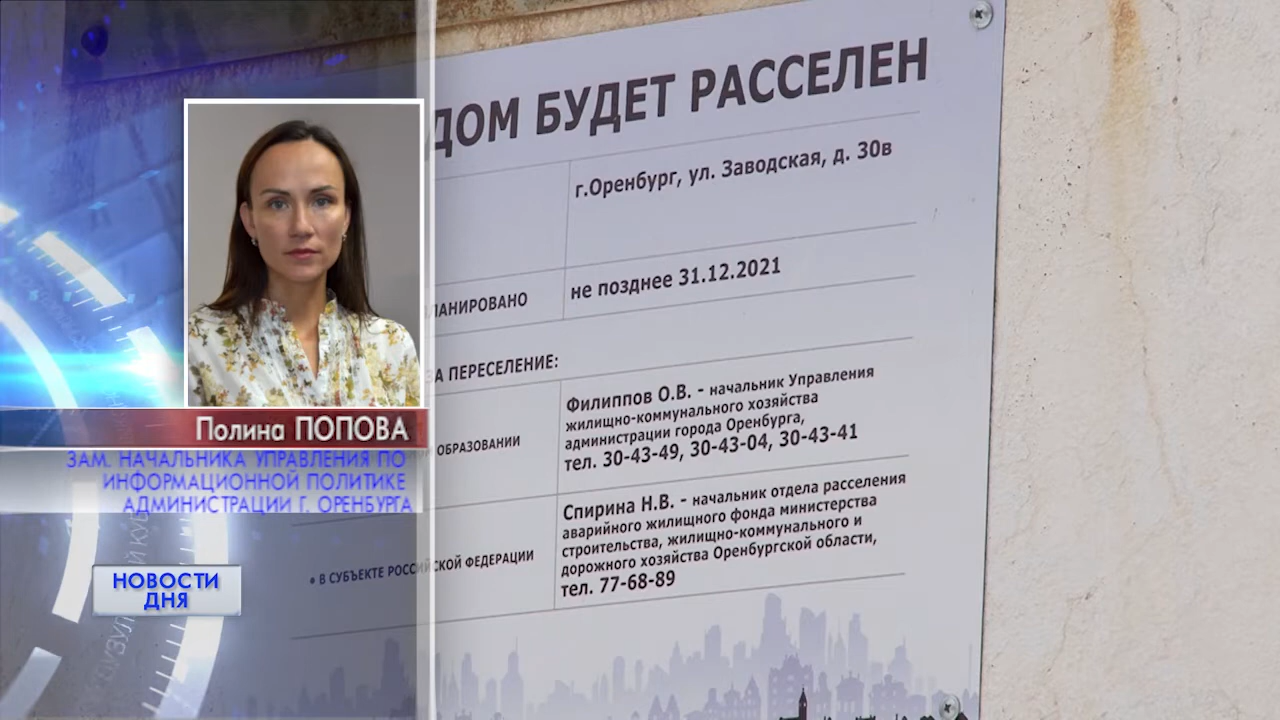 ДОМ БУДЕТ РАССЕЛЕН
г.Оренбург, ул. Заводская, д. 30в
ЛАНИРОВАНО
не позднее 31.12.2021
ЗА ПЕРЕСЕЛЕНИЕ:
ОБРАЗОВАНИИ
Филиппов О.В. - начальник Управления
жилищно-коммунального хозяйства
администрации города Оренбурга,
тел. 30-43-49, 30-43-04, 30-43-41
• В СУБЪЕКТЕ РОССИЙСКОЙ ФЕДЕРАЦИИ
Спирина Н.В. - начальник отдела расселения
аварийного жилищного фонда министерства
строительства, жилищно-коммунального и
дорожного хозяйства Оренбургской области,
тел. 77-68-89
Полина ПОПОВА
ЗАМ. НАЧАЛЬНИКА УПРАВЛЕНИЯ ПО
ИНФОРМАЦИОННОЙ ПОЛИТИКЕ
АДМИНИСТРАЦИИ Г. ОРЕНБУРГА
НОВОСТИ
ДНЯ